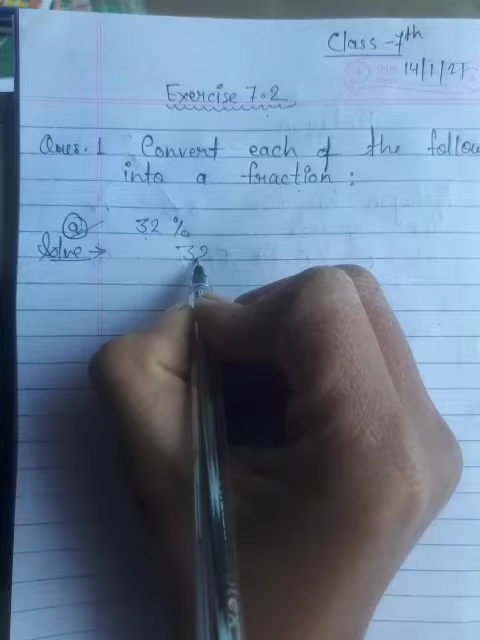 Class - 7th
14/1/27
Exercise 7.2
Ques. 1 Convert each of the follow
into a fraction :
(a) 32 %
Solve →
32